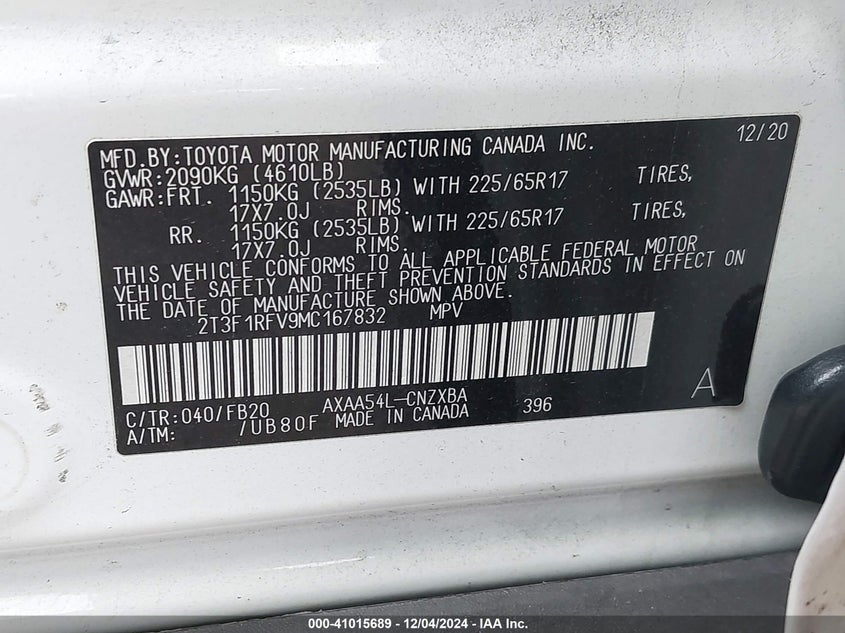 12/20
MFD.BY:TOYOTA MOTOR MANUFACTURING CANADA INC.
GVWR:2090KG (4610LB)
GAWR:FRT. 1150KG (2535LB) WITH 225/65R17 TIRES,
17X7.0J RIMS.
RR. 1150KG (2535LB) WITH 225/65R17 TIRES,
17X7.0J RIMS.
THIS VEHICLE CONFORMS TO ALL APPLICABLE FEDERAL MOTOR
VEHICLE SAFETY AND THEFT PREVENTION STANDARDS IN EFFECT ON
THE DATE OF MANUFACTURE SHOWN ABOVE.
2T3F1RFV9MC167832 MPV
C/TR:040/FB20 AXAA54L-CNZXBA 396 A
A/TM: /UB80F MADE IN CANADA
000-41015689 - 12/04/2024 - IAA Inc.